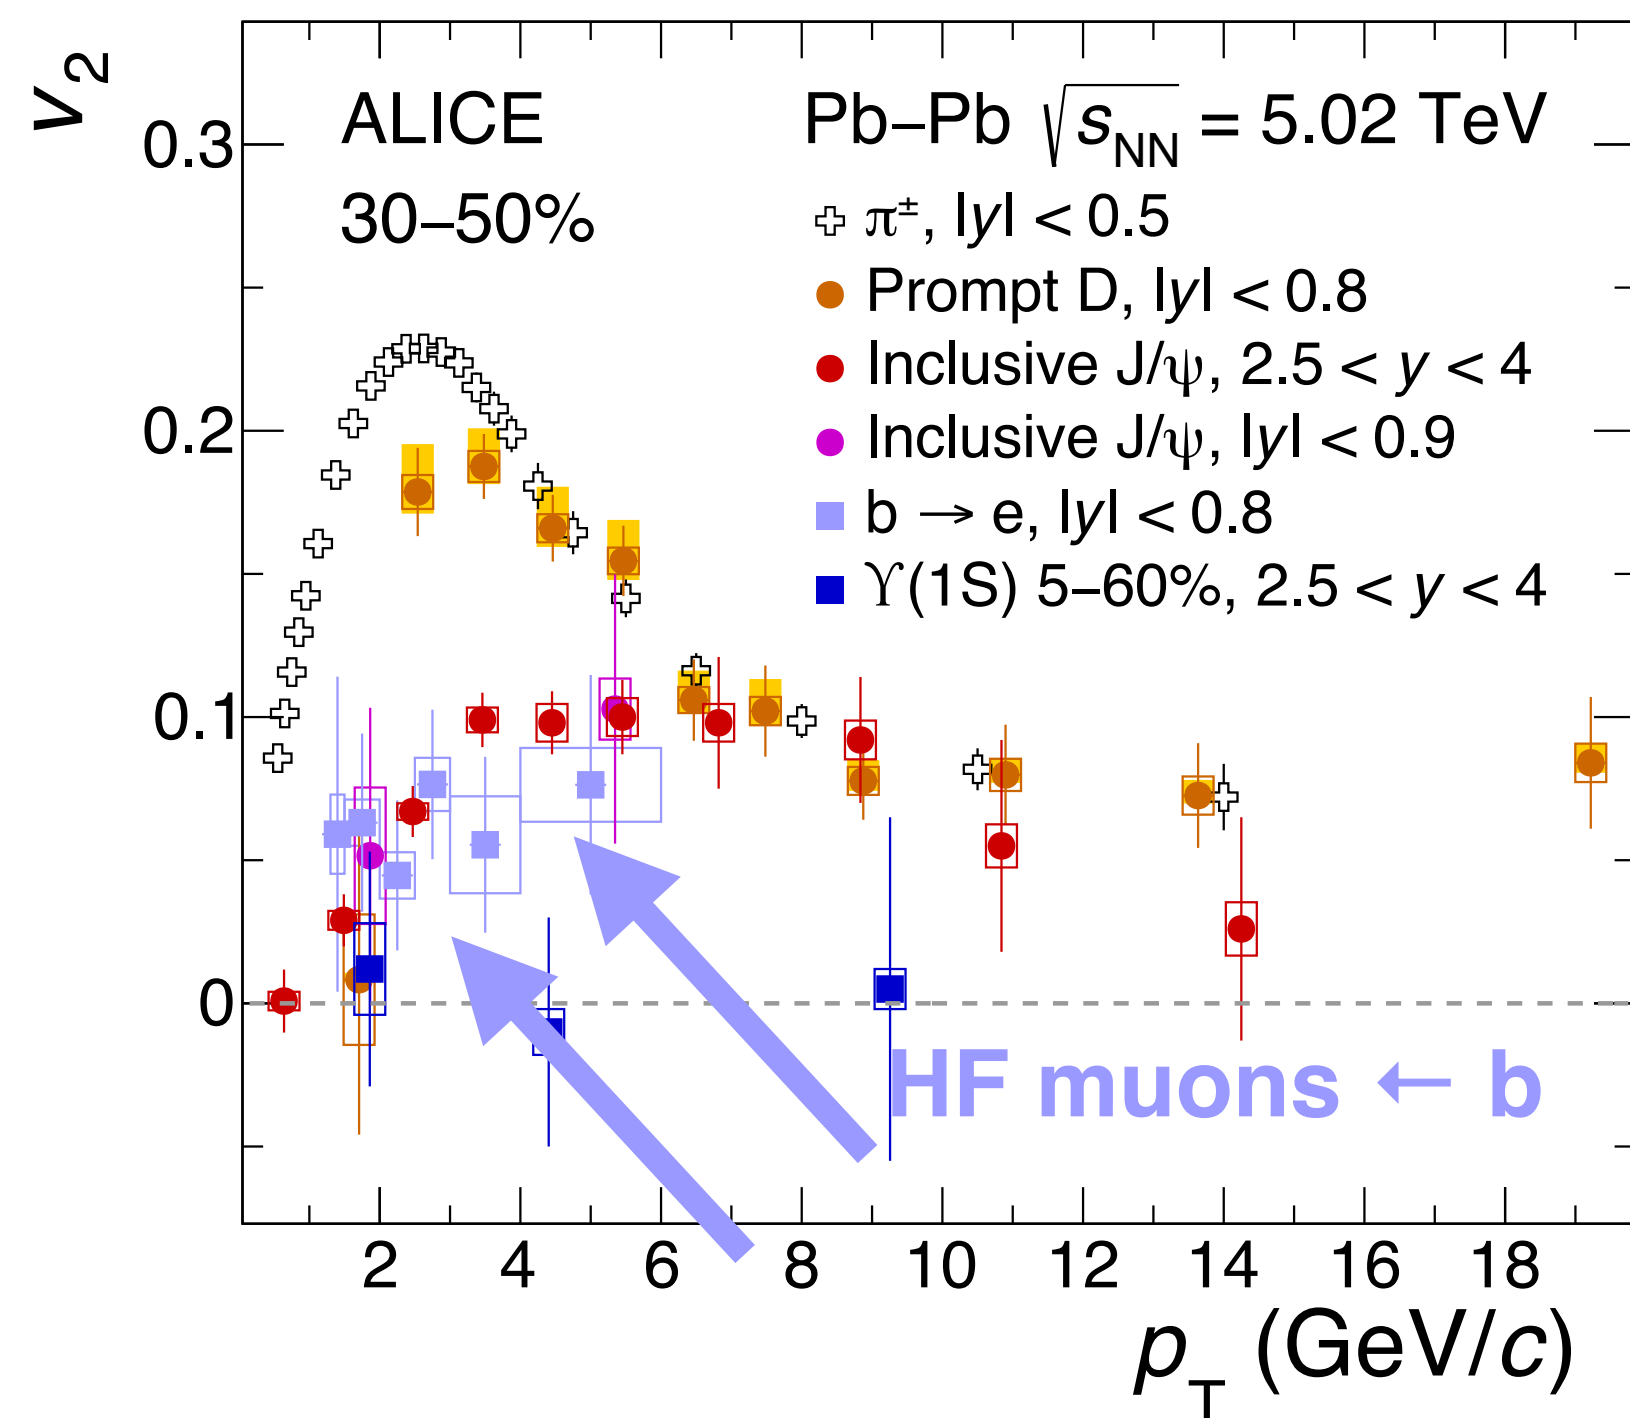 v₂
ALICE
Pb–Pb √sNN = 5.02 TeV
30–50%
π±, |y| < 0.5
Prompt D, |y| < 0.8
Inclusive J/ψ, 2.5 < y < 4
Inclusive J/ψ, |y| < 0.9
b → e, |y| < 0.8
ϒ(1S) 5–60%, 2.5 < y < 4
0.3
0.2
0.1
0
HF muons ← b
2 4 6 8 10 12 14 16 18
pT (GeV/c)